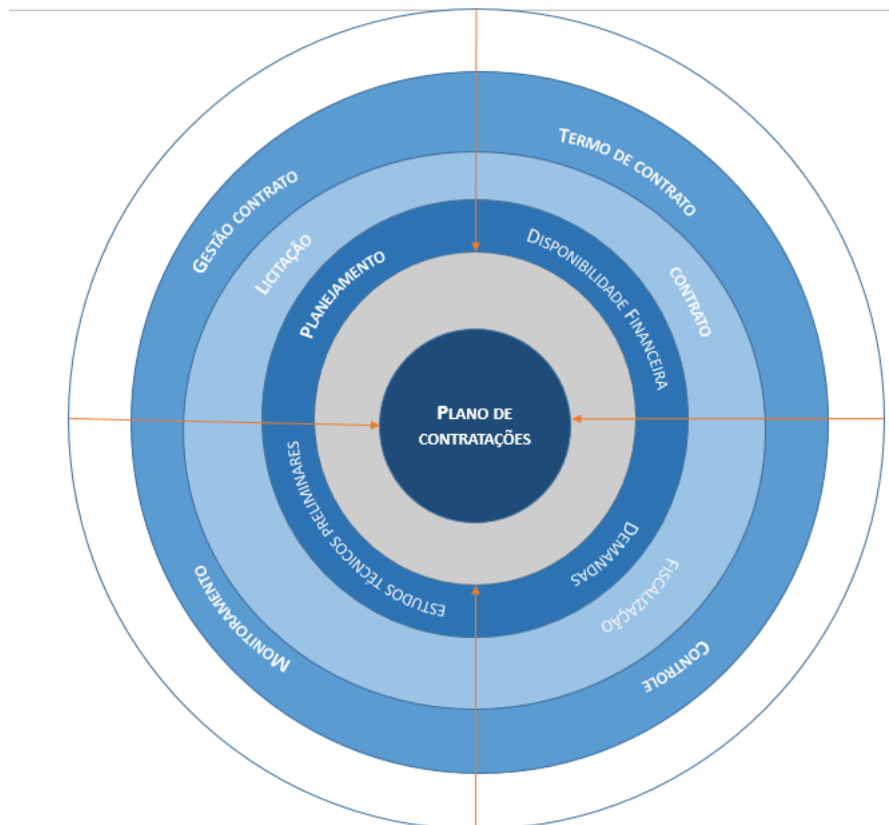 TERMO DE CONTRATO
GESTÃO CONTRATO
LICITAÇÃO
CONTRATO
PLANEJAMENTO
DISPONIBILIDADE FINANCEIRA
PLANO DE
CONTRATAÇÕES
ESTUDOS TÉCNICOS PRELIMINARES
DEMANDAS
FISCALIZAÇÃO
MONITORAMENTO
CONTROLE